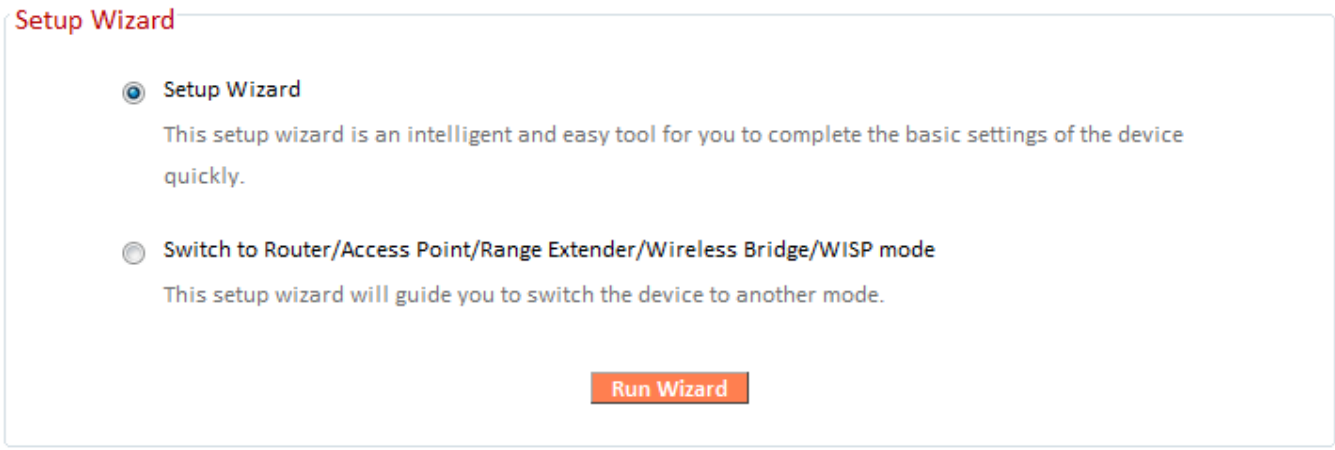 Setup Wizard
Setup Wizard
This setup wizard is an intelligent and easy tool for you to complete the basic settings of the device
quickly.
Switch to Router/Access Point/Range Extender/Wireless Bridge/WISP mode
This setup wizard will guide you to switch the device to another mode.
Run Wizard